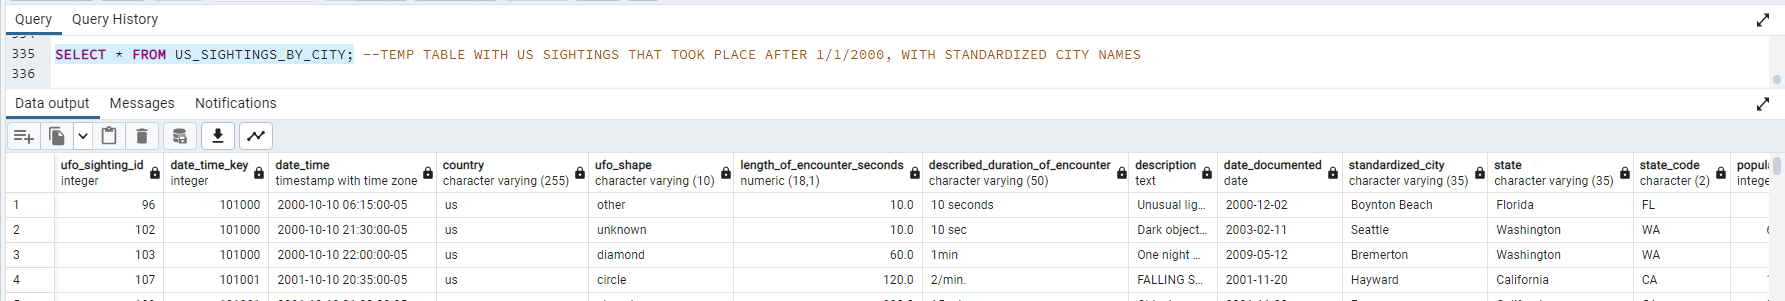 Query Query History
335 SELECT * FROM US_SIGHTINGS_BY_CITY; --TEMP TABLE WITH US SIGHTINGS THAT TOOK PLACE AFTER 1/1/2000, WITH STANDARDIZED CITY NAMES
336
Data output Messages Notifications
ufo_sighting_id date_time_key date_time country ufo_shape length_of_encounter_seconds described_duration_of_encounter description date_documented standardized_city state state_code popula
integer integer timestamp with time zone character varying (255) character varying (10) numeric (18,1) character varying (50) text date character varying (35) character varying (35) character (2) intege
1 96 101000 2000-10-10 06:15:00-05 us other 10.0 10 seconds Unusual lig... 2000-12-02 Boynton Beach Florida FL
2 102 101000 2000-10-10 21:30:00-05 us unknown 10.0 10 sec Dark object... 2003-02-11 Seattle Washington WA
3 103 101000 2000-10-10 22:00:00-05 us diamond 60.0 1min One night ... 2009-05-12 Bremerton Washington WA
4 107 101001 2001-10-10 20:35:00-05 us circle 120.0 2/min. FALLING S... 2001-11-20 Hayward California CA